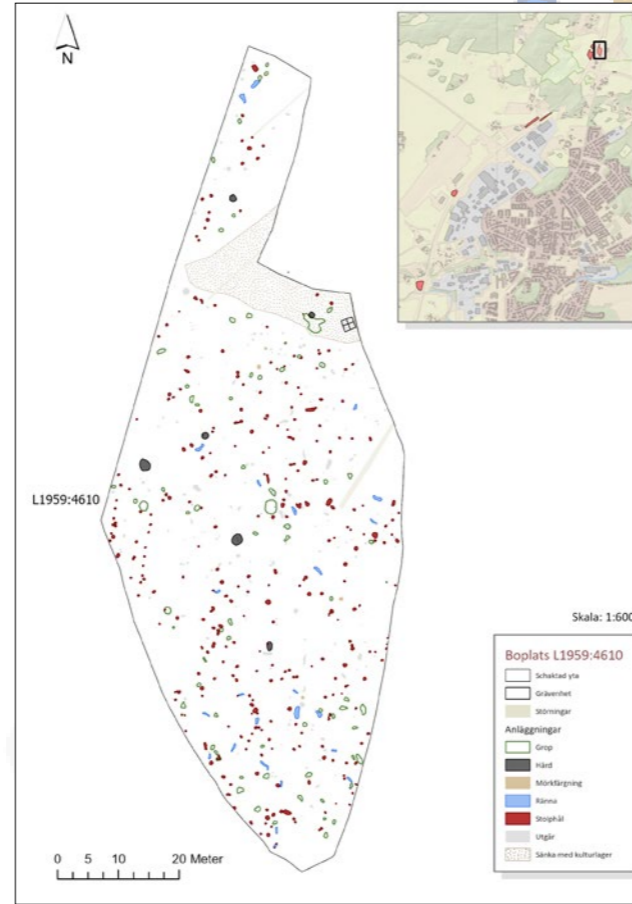 N
L1959:4610
Skala: 1:600
Boplats L1959:4610
Schaktad yta
Grävenhet
Störningar
Anläggningar
Grop
Härd
Mörkfärgning
Ränna
Stolphål
Utgår
Sänka med kulturlager
0 5 10 20 Meter